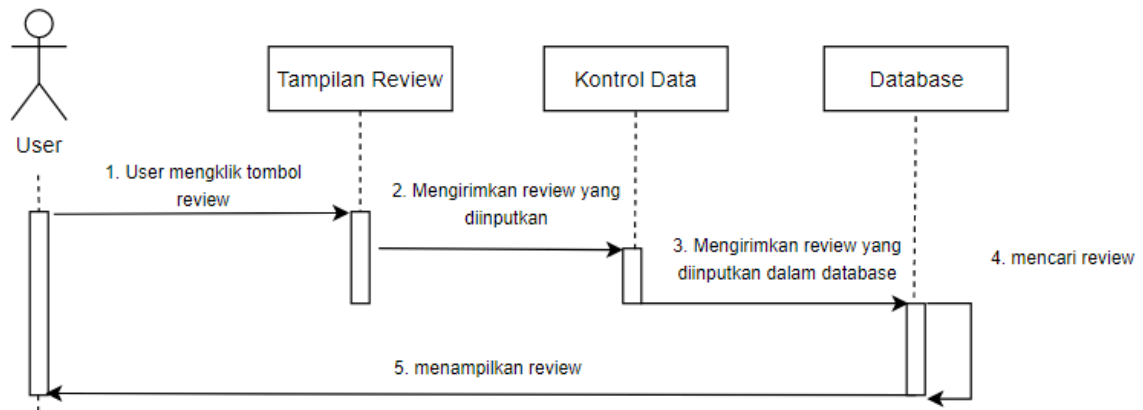 User
Tampilan Review
Kontrol Data
Database
1. User mengklik tombol
review
2. Mengirimkan review yang
diinputkan
3. Mengirimkan review yang
diinputkan dalam database
4. mencari review
5. menampilkan review